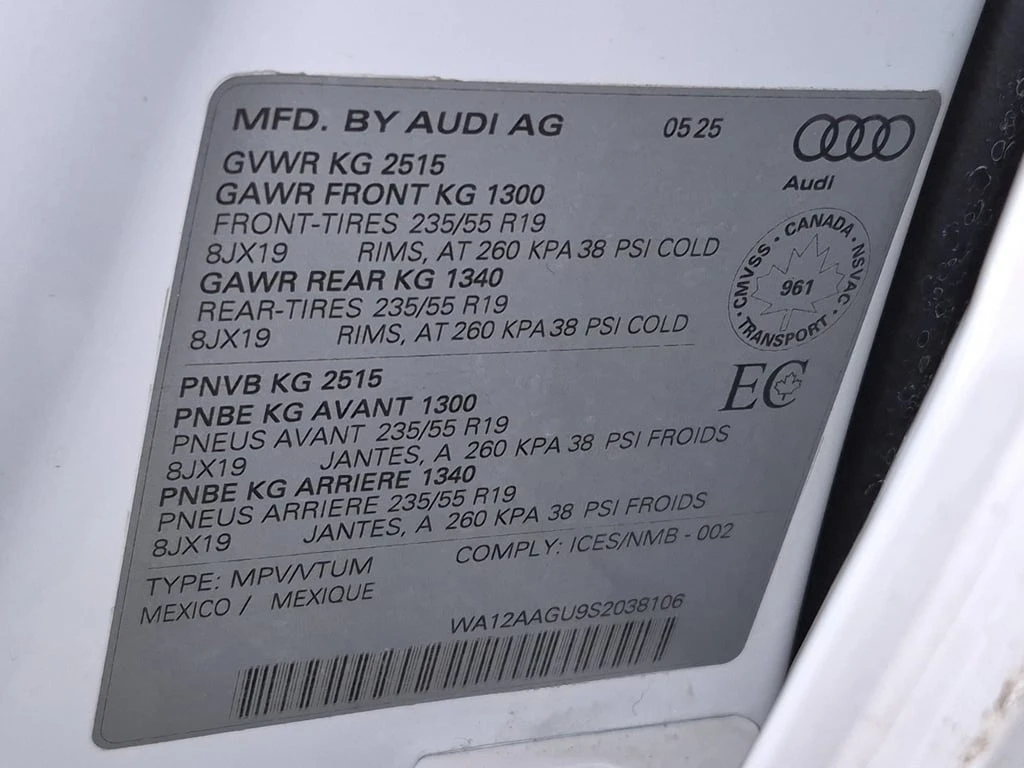 MFD. BY AUDI AG 05 25
Audi
GVWR KG 2515
GAWR FRONT KG 1300
FRONT-TIRES 235/55 R19
8JX19 RIMS, AT 260 KPA 38 PSI COLD
GAWR REAR KG 1340
REAR-TIRES 235/55 R19
8JX19 RIMS, AT 260 KPA 38 PSI COLD
CMVSS · CANADA · NSVAC · TRANSPORT ·
961
PNVB KG 2515
PNBE KG AVANT 1300
PNEUS AVANT 235/55 R19
8JX19 JANTES, A 260 KPA 38 PSI FROIDS
PNBE KG ARRIERE 1340
PNEUS ARRIERE 235/55 R19
8JX19 JANTES, A 260 KPA 38 PSI FROIDS
EC
TYPE: MPV/VTUM COMPLY: ICES/NMB - 002
MEXICO / MEXIQUE
WA12AAGU9S2038106